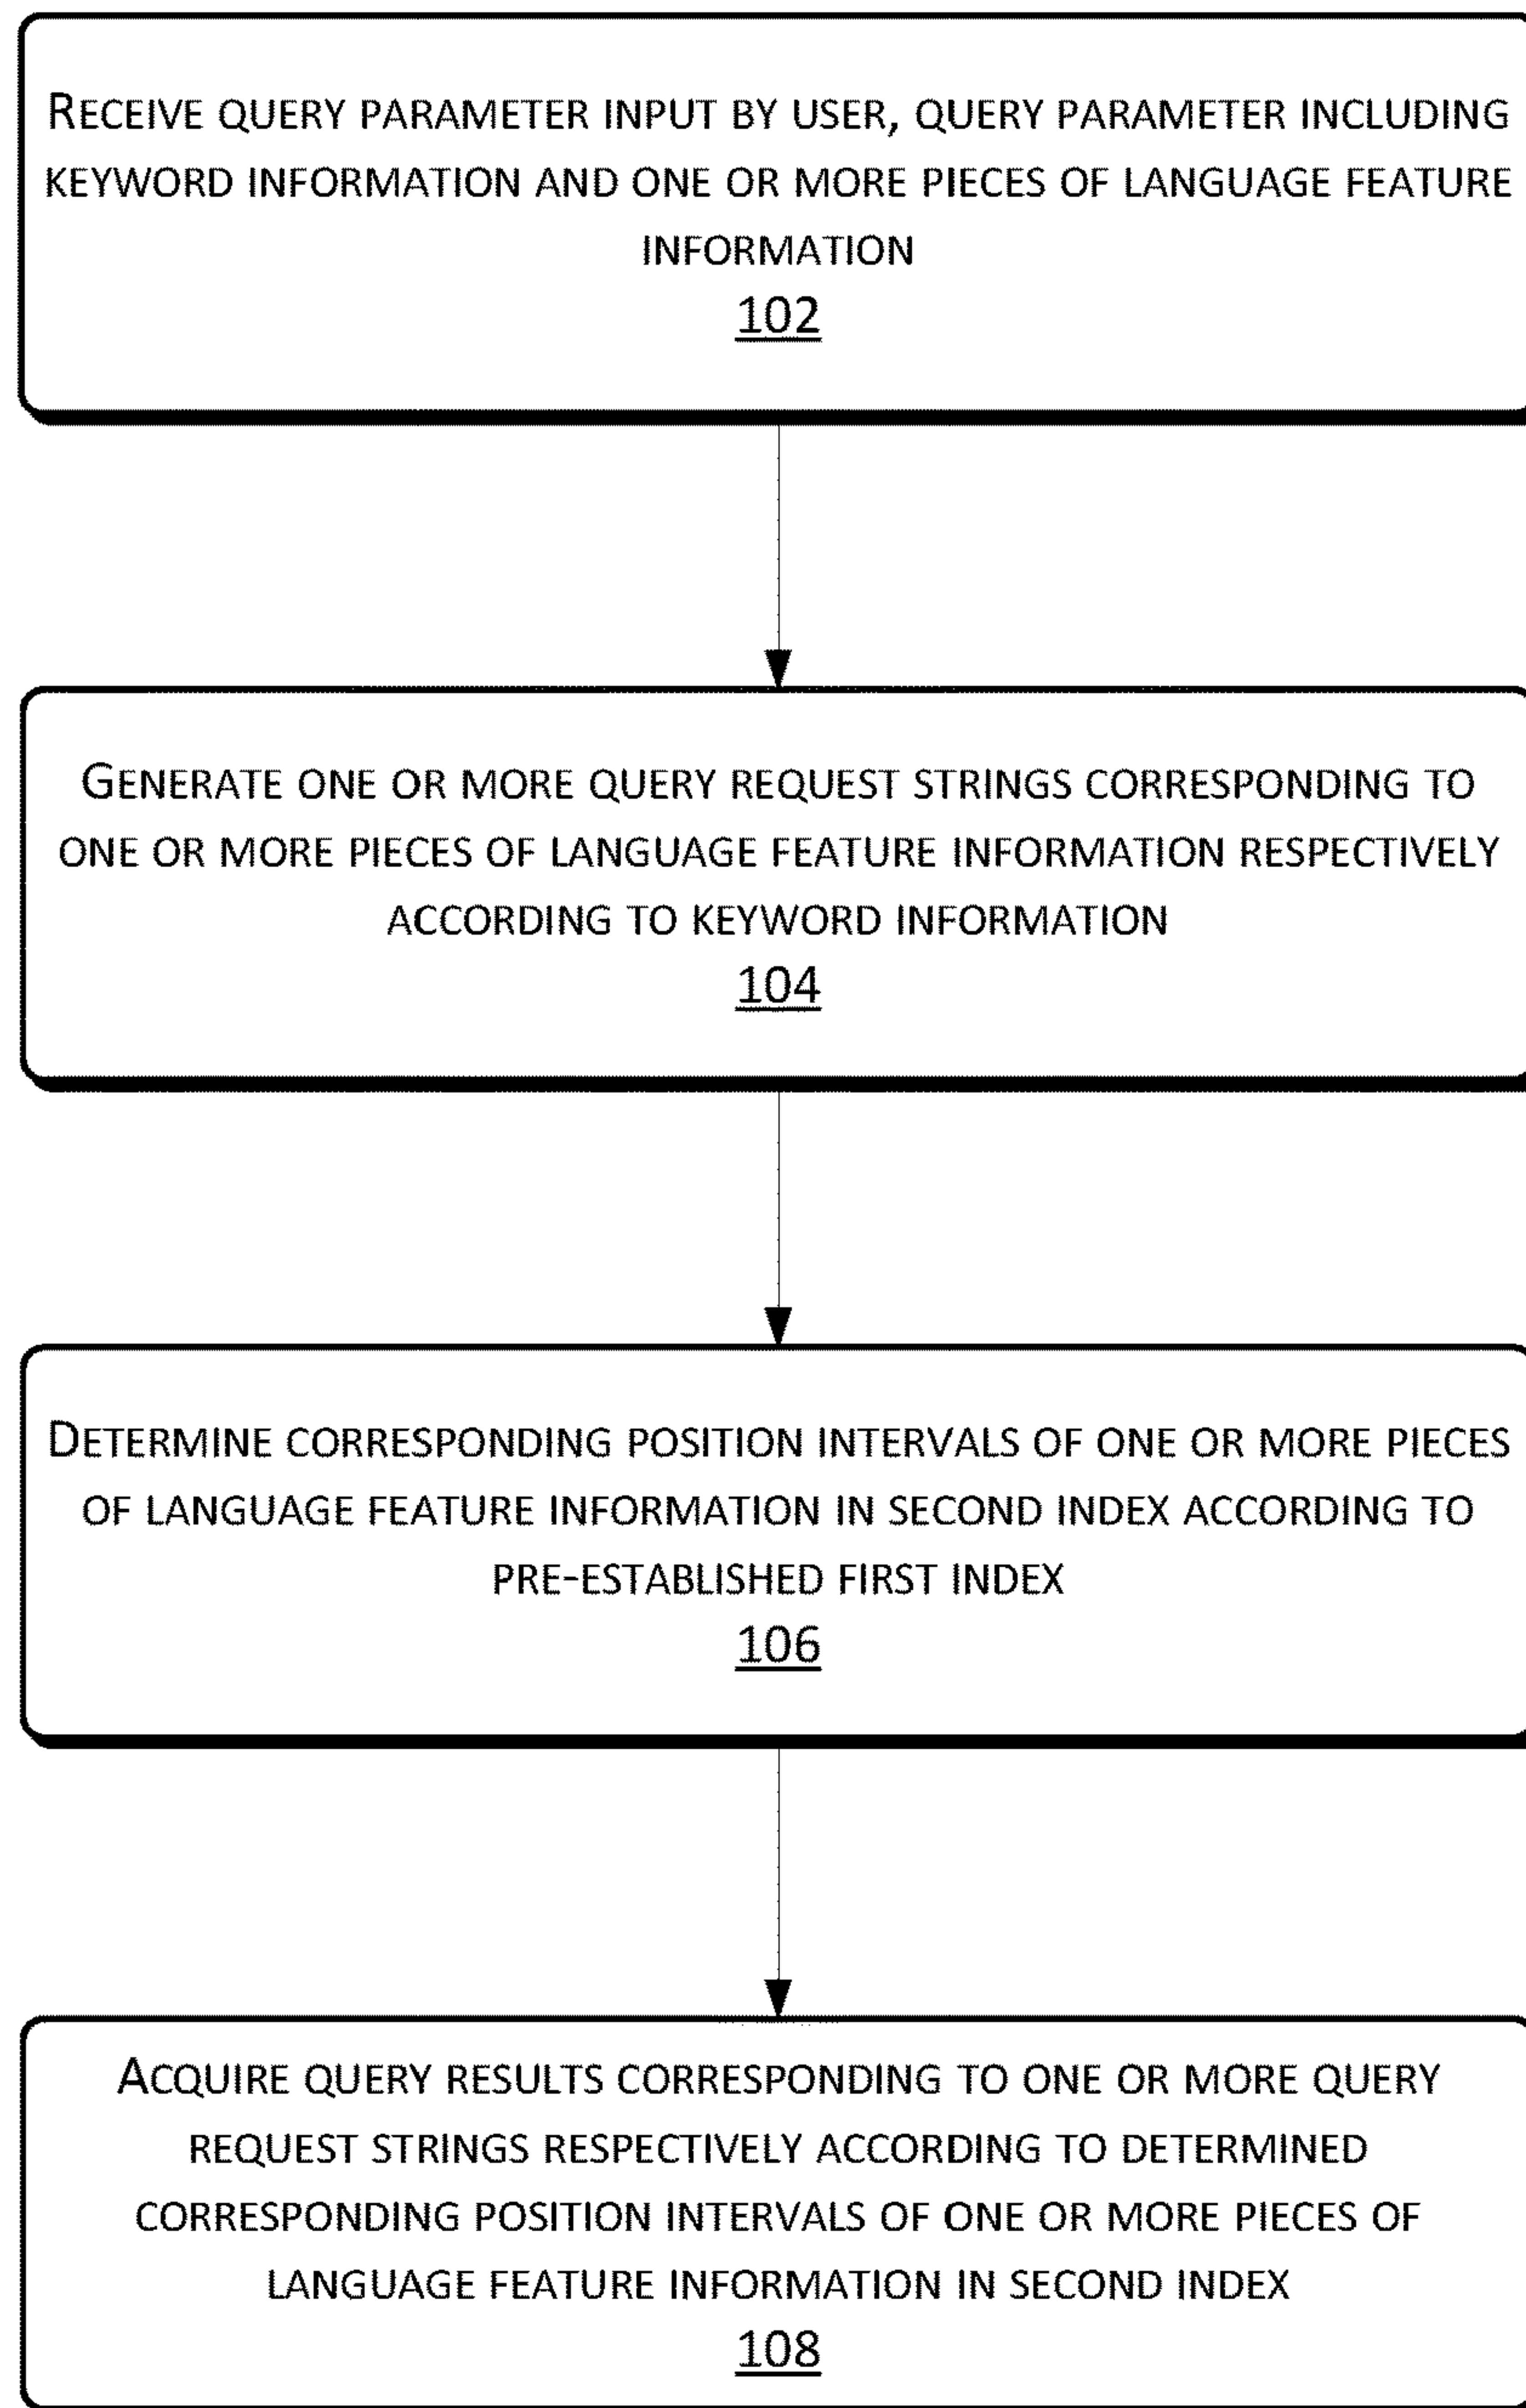 RECEIVE QUERY PARAMETER INPUT BY USER, QUERY PARAMETER INCLUDING
KEYWORD INFORMATION AND ONE OR MORE PIECES OF LANGUAGE FEATURE
INFORMATION
102
GENERATE ONE OR MORE QUERY REQUEST STRINGS CORRESPONDING TO
ONE OR MORE PIECES OF LANGUAGE FEATURE INFORMATION RESPECTIVELY
ACCORDING TO KEYWORD INFORMATION
104
DETERMINE CORRESPONDING POSITION INTERVALS OF ONE OR MORE PIECES
OF LANGUAGE FEATURE INFORMATION IN SECOND INDEX ACCORDING TO
PRE-ESTABLISHED FIRST INDEX
106
ACQUIRE QUERY RESULTS CORRESPONDING TO ONE OR MORE QUERY
REQUEST STRINGS RESPECTIVELY ACCORDING TO DETERMINED
CORRESPONDING POSITION INTERVALS OF ONE OR MORE PIECES OF
LANGUAGE FEATURE INFORMATION IN SECOND INDEX
108